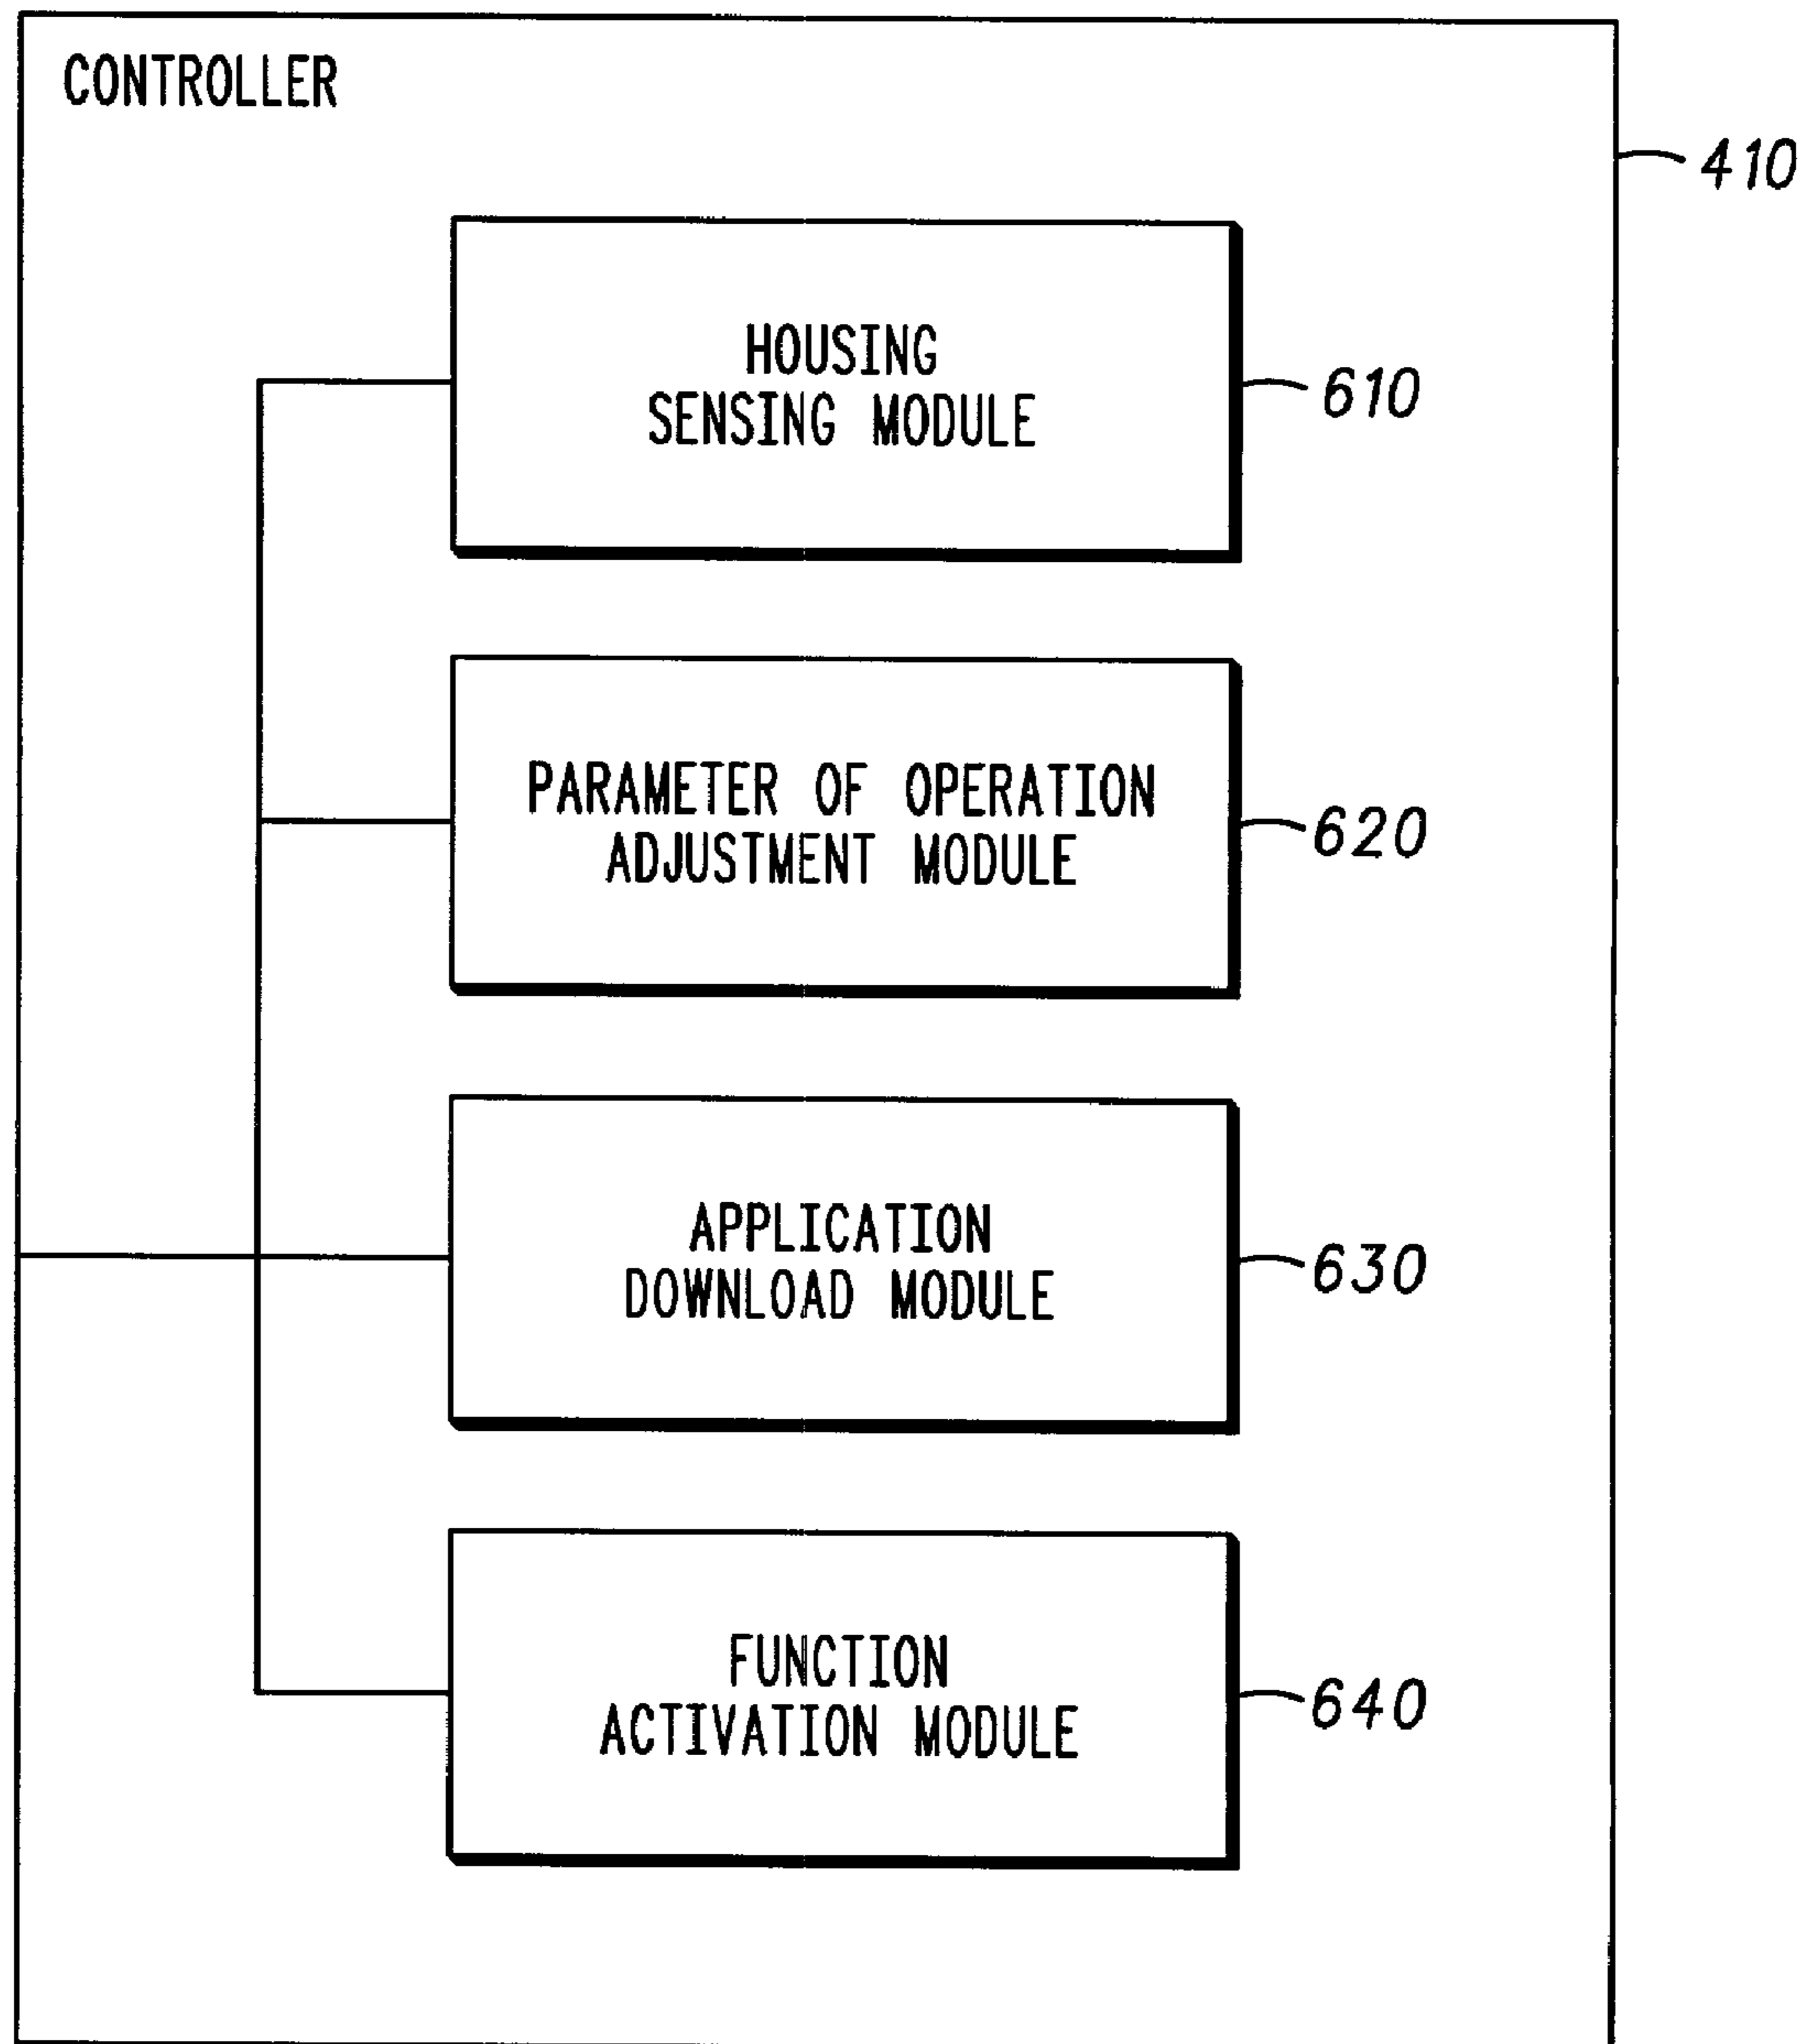 CONTROLLER
410
HOUSING
SENSING MODULE
610
PARAMETER OF OPERATION
ADJUSTMENT MODULE
620
APPLICATION
DOWNLOAD MODULE
630
FUNCTION
ACTIVATION MODULE
640